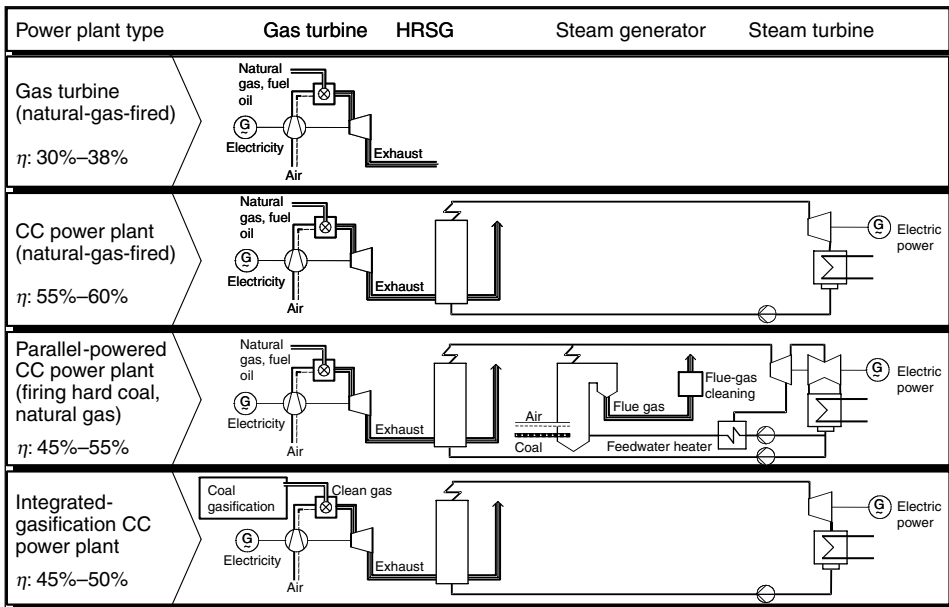 Power plant type Gas turbine HRSG Steam generator Steam turbine
Gas turbine
(natural-gas-fired)
η: 30%–38%
Natural
gas, fuel
oil
G
~
Electricity
Air
Exhaust
CC power plant
(natural-gas-fired)
η: 55%–60%
Natural
gas, fuel
oil
G
~
Electricity
Air
Exhaust
G
~
Electric
power
Parallel-powered
CC power plant
(firing hard coal,
natural gas)
η: 45%–55%
Natural
gas, fuel
oil
G
~
Electricity
Air
Exhaust
Air
Coal
Flue gas
Flue-gas
cleaning
Feedwater heater
G
~
Electric
power
Integrated-
gasification CC
power plant
η: 45%–50%
Coal
gasification
Clean gas
G
~
Electricity
Air
Exhaust
G
~
Electric
power